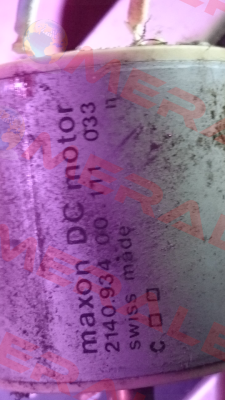 maxon DC motor
2140.934 00 111 033 n
swiss made
C □ □